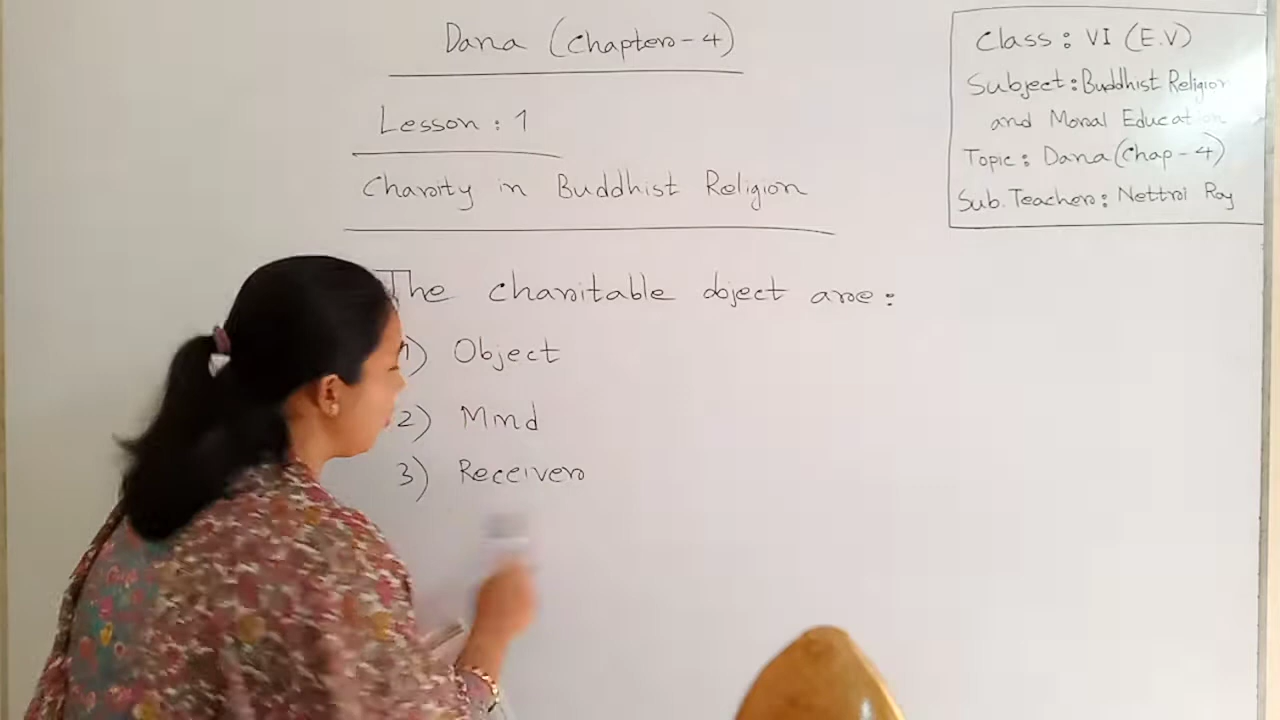 Dana (Chapter-4)
Lesson : 1
Charity in Buddhist Religion
The charitable object are:
1) Object
2) Mind
3) Receiver
Class : VI (E.V)
Subject : Buddhist Religion
and Moral Education
Topic : Dana (Chap-4)
Sub. Teacher : Nettroi Roy